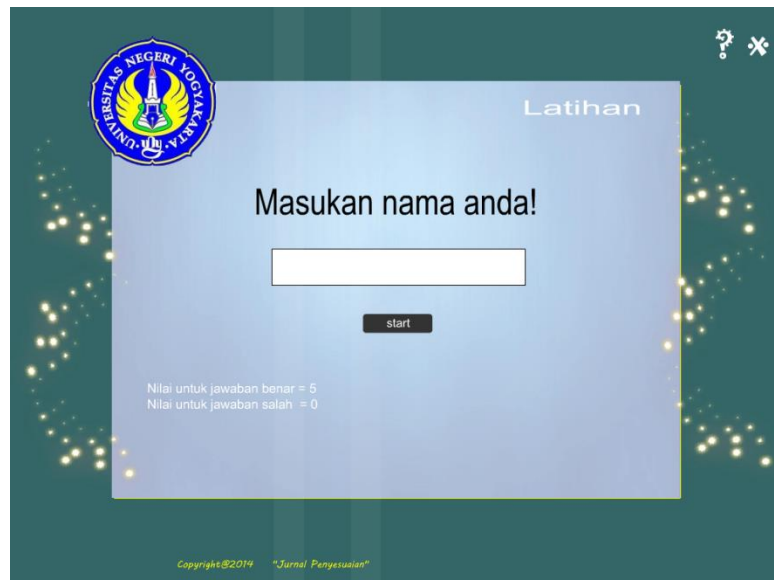 UNIVERSITAS NEGERI YOGYAKARTA
Latihan
Masukan nama anda!
start
Nilai untuk jawaban benar = 5
Nilai untuk jawaban salah = 0
Copyright@2014 "Jurnal Penyesuaian"